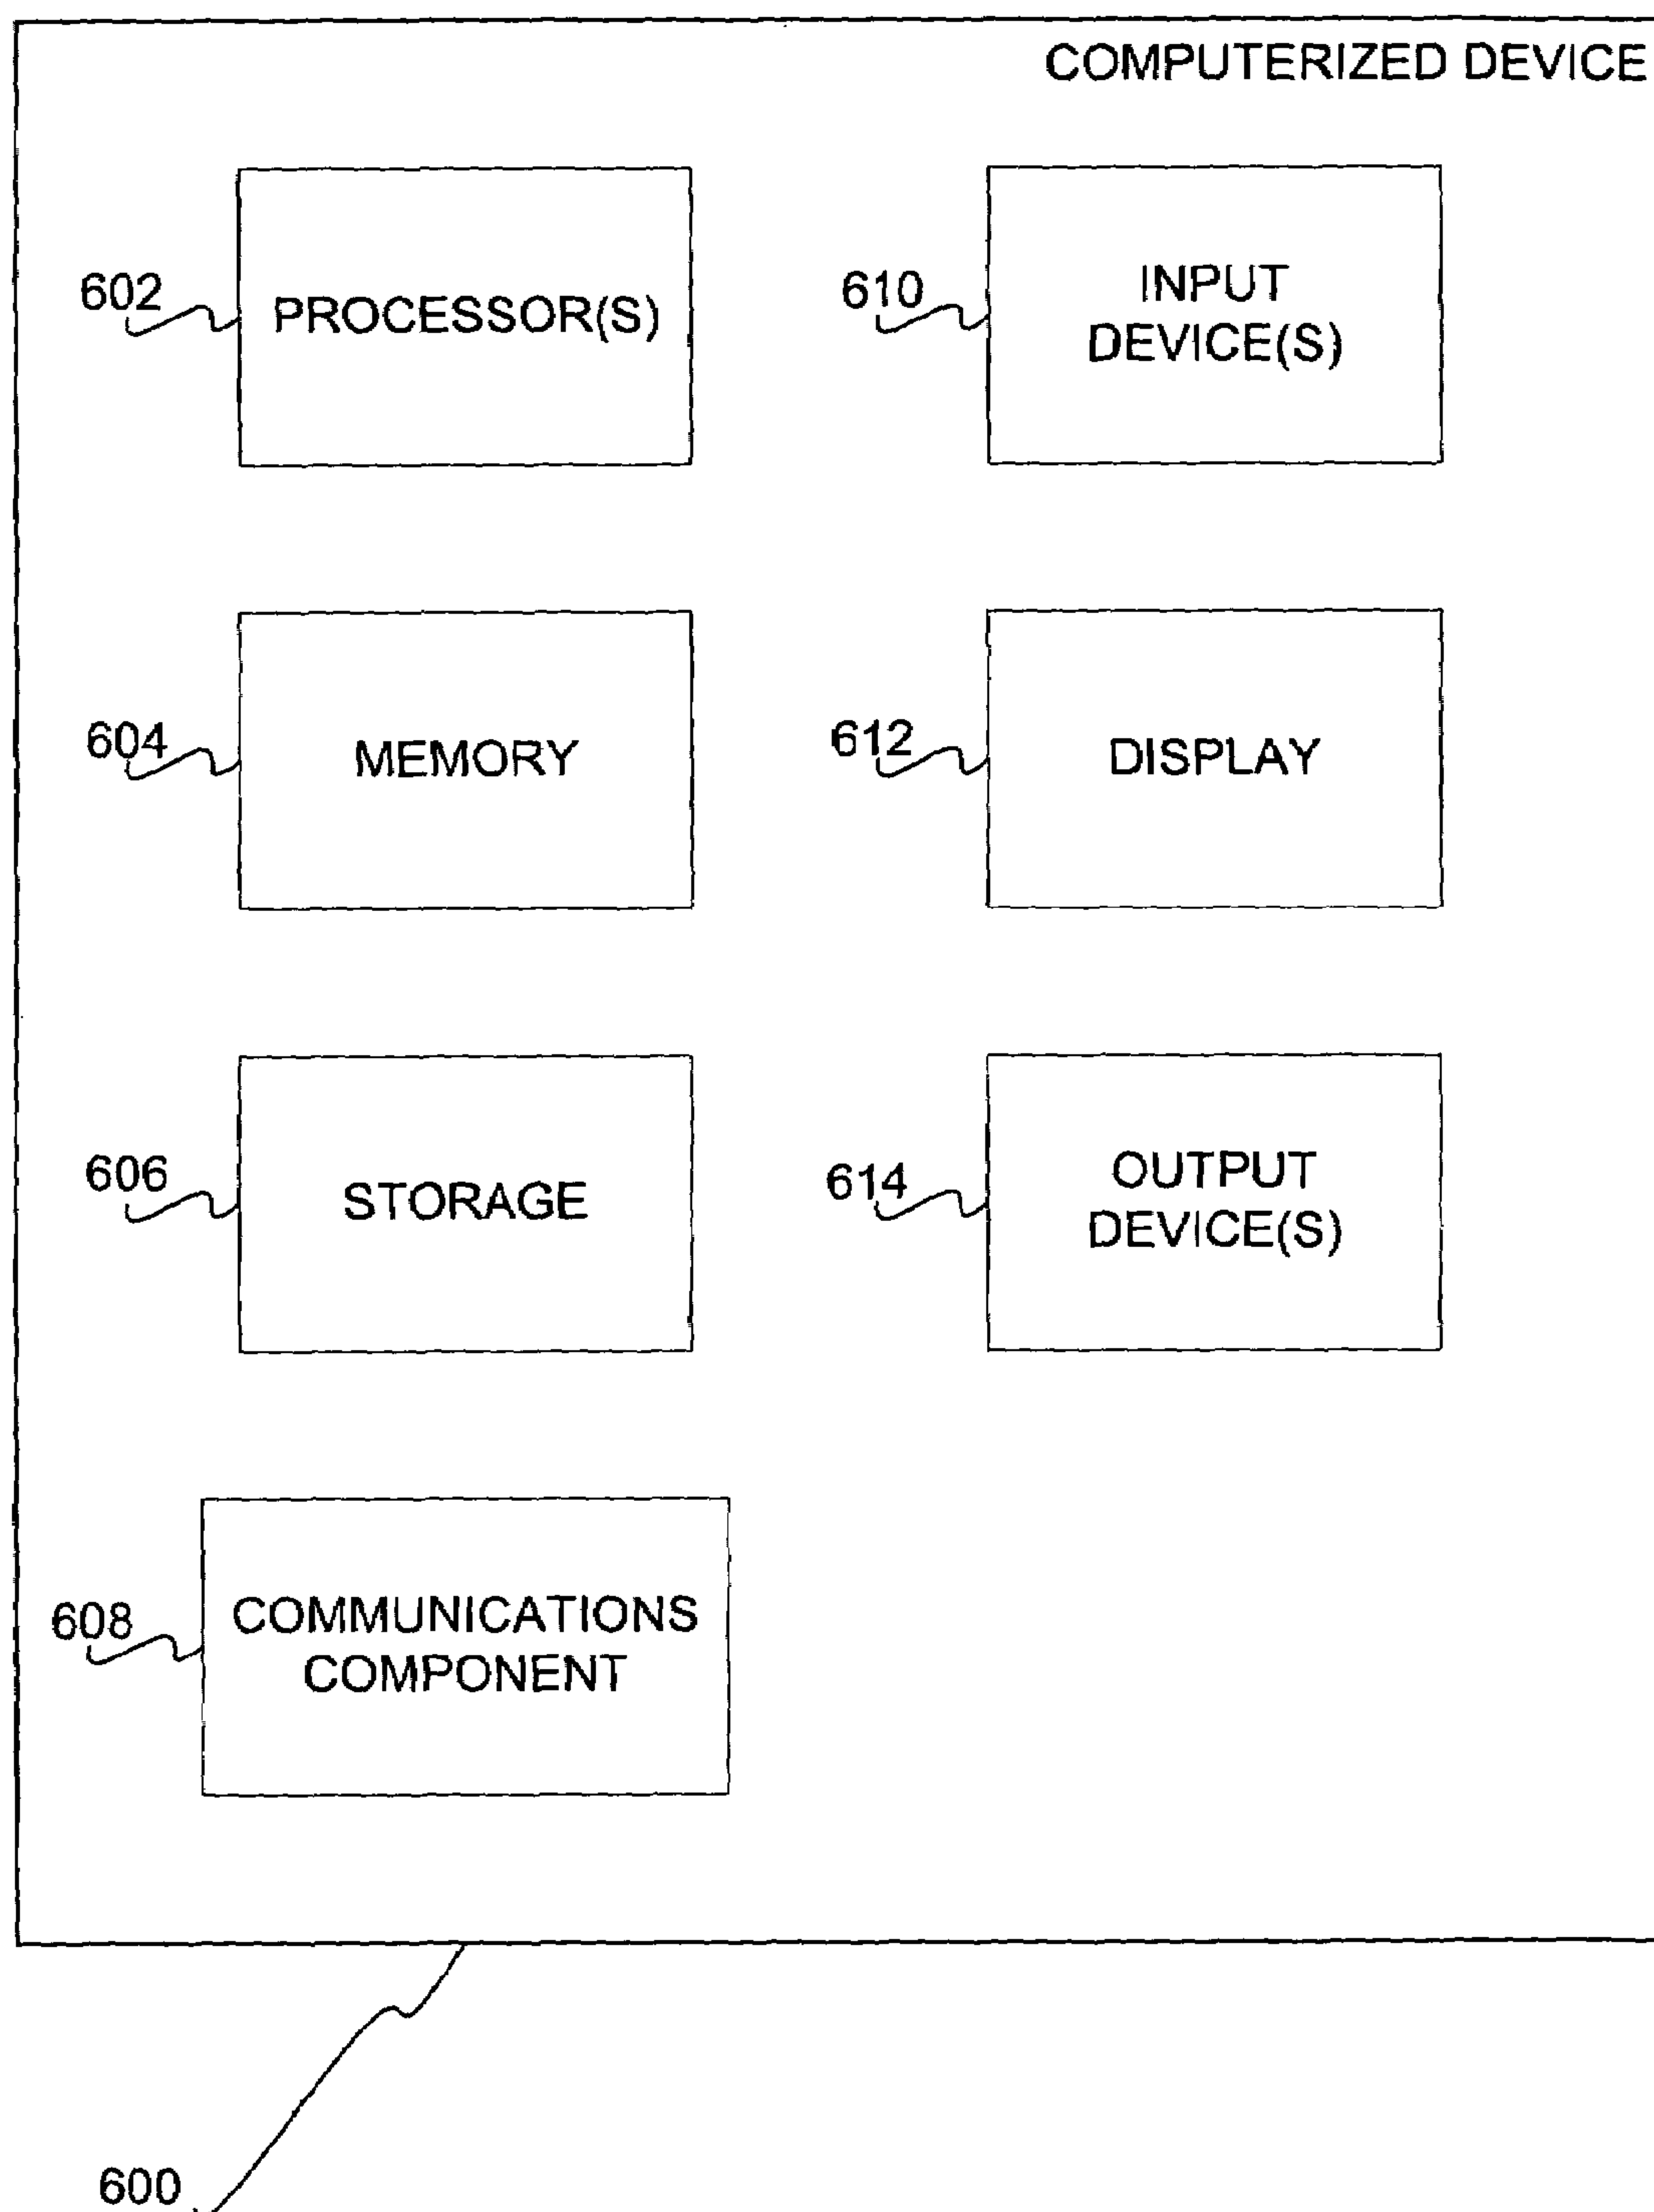 COMPUTERIZED DEVICE
602
PROCESSOR(S)
610
INPUT
DEVICE(S)
604
MEMORY
612
DISPLAY
606
STORAGE
614
OUTPUT
DEVICE(S)
608
COMMUNICATIONS
COMPONENT
600